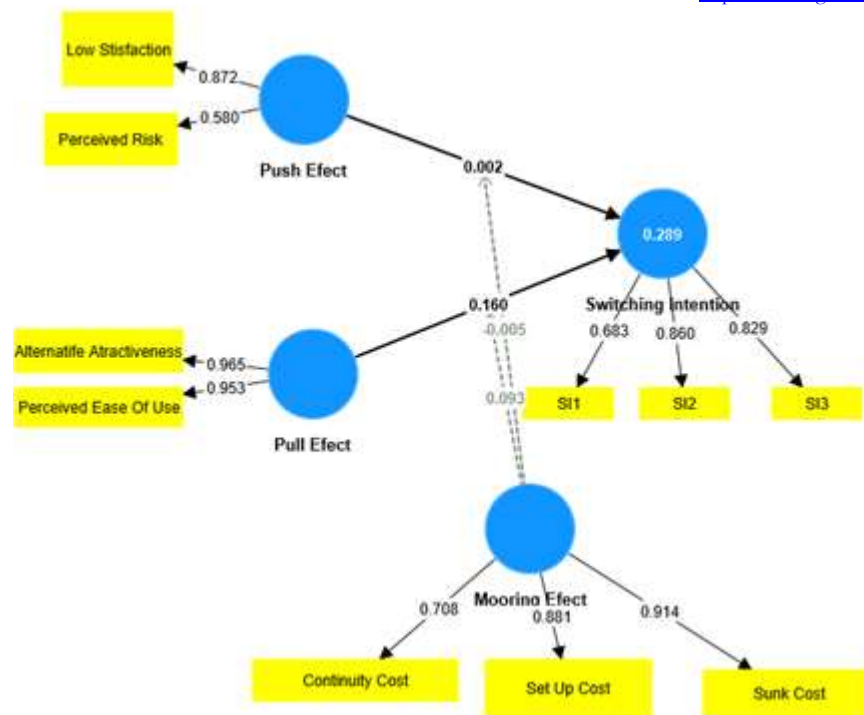 Low Stisfaction
0.872
0.580
Perceived Risk
Push Efect
0.002
0.289
Switching Intention
0.160
-0.005
0.683
0.860
0.829
Alternatife Atractiveness
0.965
0.953
Perceived Ease Of Use
Pull Efect
0.093
SI1
SI2
SI3
Mooring Efect
0.708
0.881
0.914
Continuity Cost
Set Up Cost
Sunk Cost